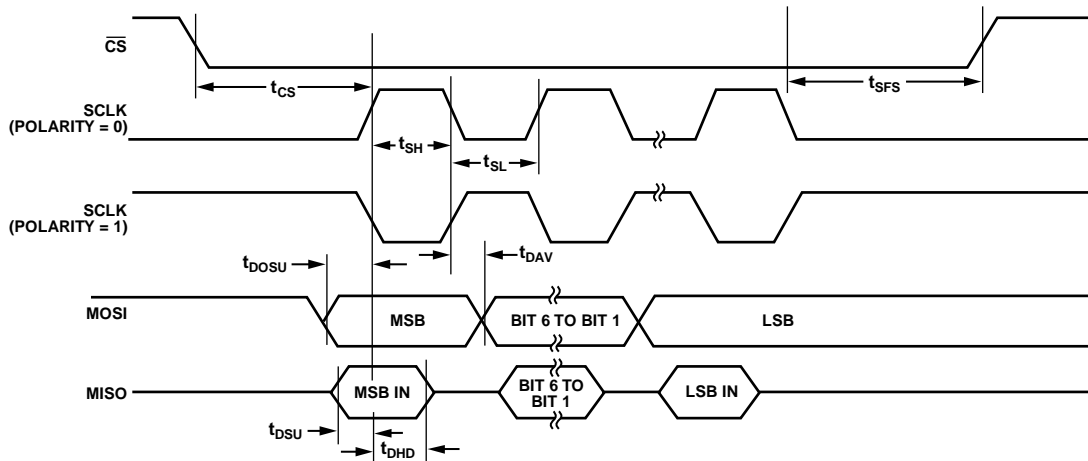 CS
tCS
tSFS
SCLK
(POLARITY = 0)
tSH
tSL
SCLK
(POLARITY = 1)
tDOSU
tDAV
MOSI
MSB
BIT 6 TO BIT 1
LSB
MISO
MSB IN
BIT 6 TO
BIT 1
LSB IN
tDSU
tDHD